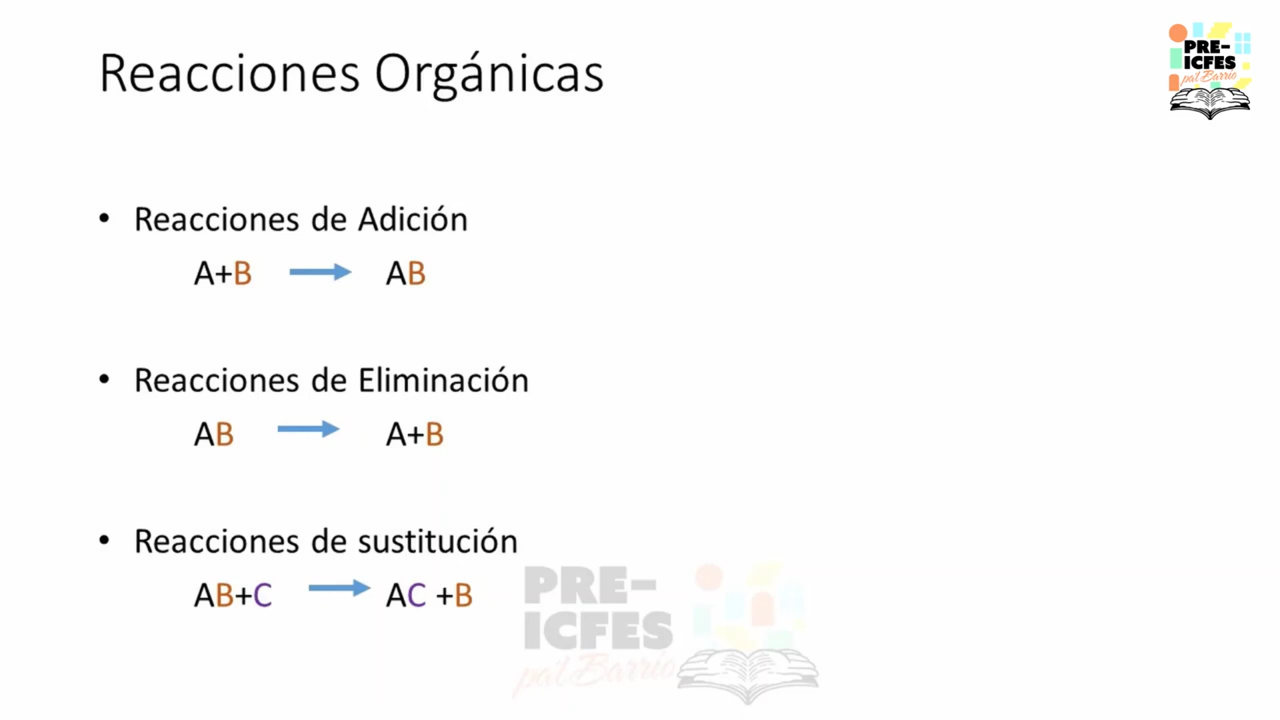 Reacciones Orgánicas
PRE-
ICFES
pa'l Barrio
• Reacciones de Adición
A+B → AB
• Reacciones de Eliminación
AB → A+B
• Reacciones de sustitución
AB+C → AC +B
PRE-
ICFES
pa'l Barrio